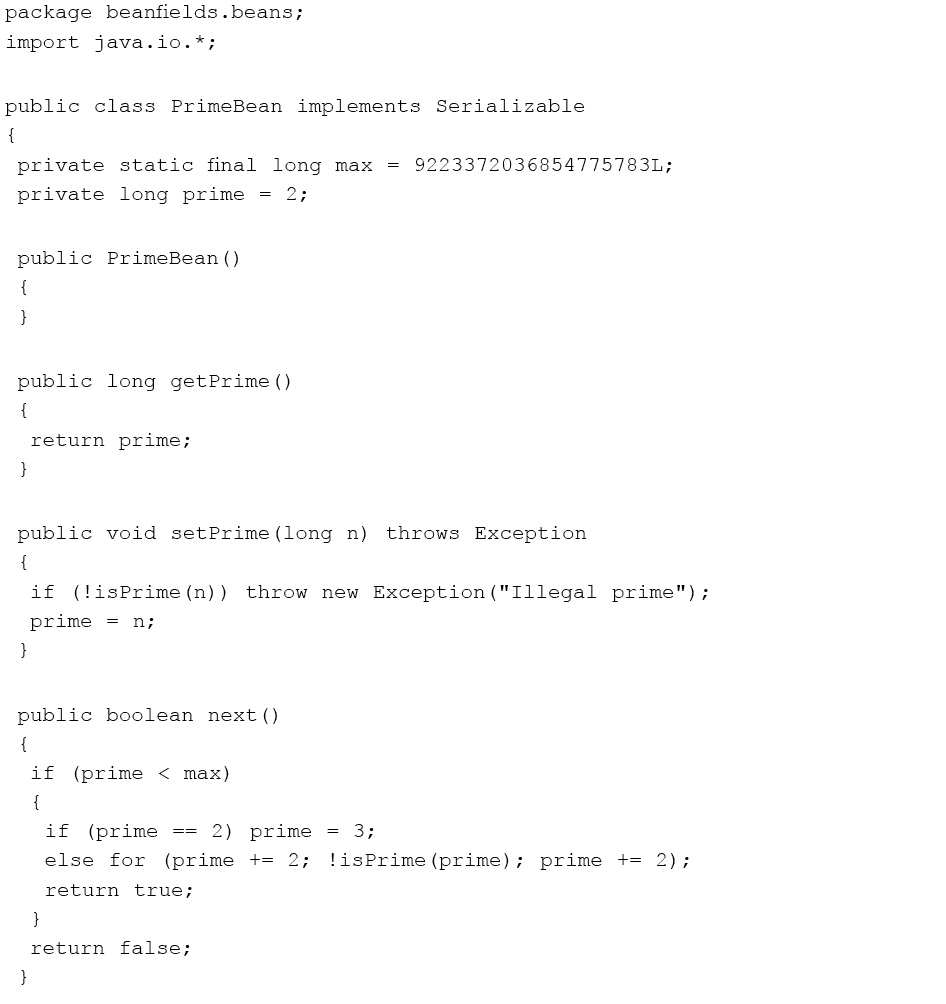 package beanfields.beans;
import java.io.*;
public class PrimeBean implements Serializable
{
private static final long max = 9223372036854775783L;
private long prime = 2;
public PrimeBean()
{
}
public long getPrime()
{
return prime;
}
public void setPrime(long n) throws Exception
{
if (!isPrime(n)) throw new Exception("Illegal prime");
prime = n;
}
public boolean next()
{
if (prime < max)
{
if (prime == 2) prime = 3;
else for (prime += 2; !isPrime(prime); prime += 2);
return true;
}
return false;
}